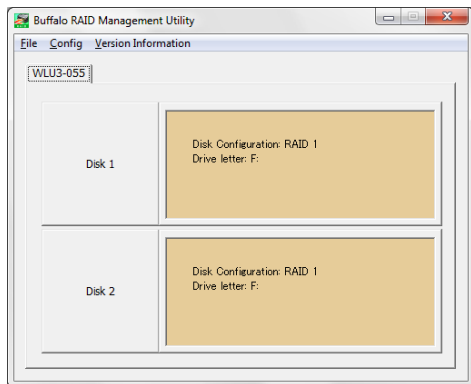 Buffalo RAID Management Utility
File Config Version Information
WLU3-055
Disk 1
Disk Configuration: RAID 1
Drive letter: F:
Disk 2
Disk Configuration: RAID 1
Drive letter: F: